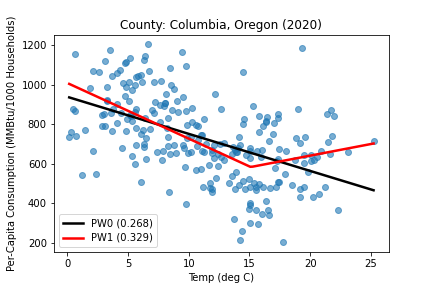 County: Columbia, Oregon (2020)
Per-Capita Consumption (MMBtu/1000 Households)
1200
1000
800
600
400
200
PW0 (0.268)
PW1 (0.329)
0
5
10
15
20
25
Temp (deg C)